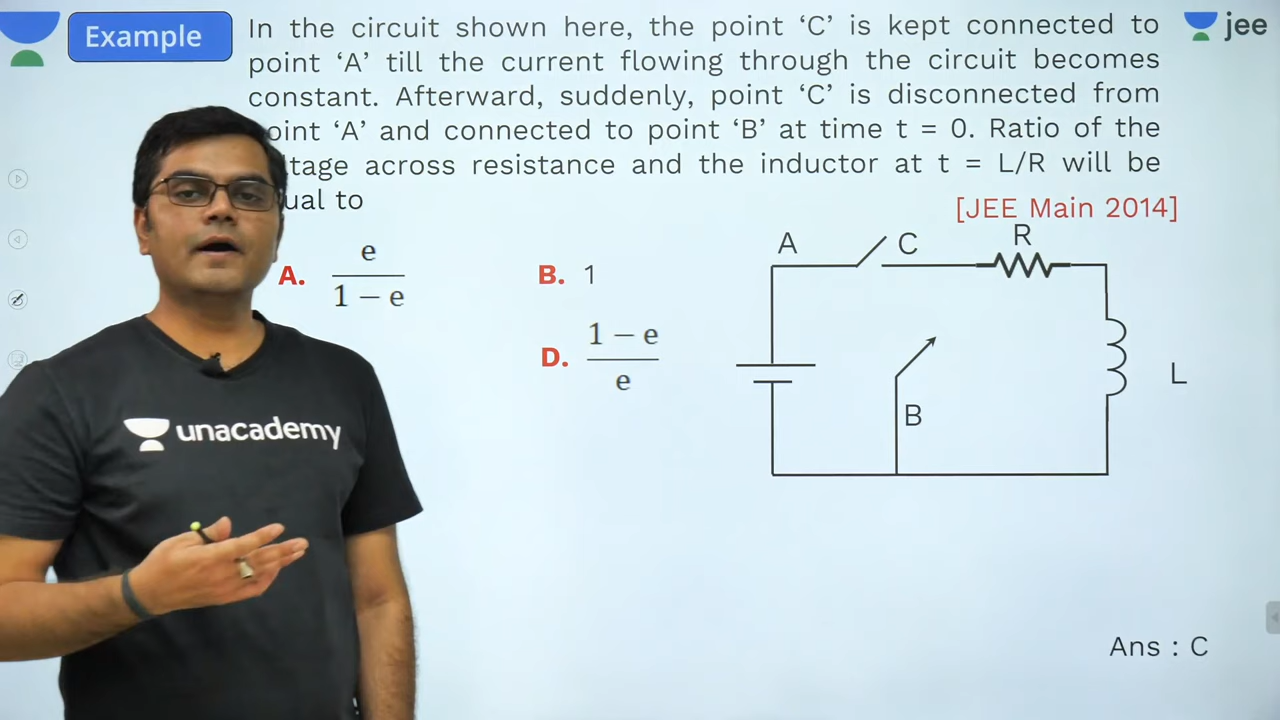 Example
In the circuit shown here, the point ‘C’ is kept connected to
point ‘A’ till the current flowing through the circuit becomes
constant. Afterward, suddenly, point ‘C’ is disconnected from
oint ‘A’ and connected to point ‘B’ at time t = 0. Ratio of the
ltage across resistance and the inductor at t = L/R will be
ual to
[JEE Main 2014]
jee
A. e
1 − e
B. 1
D. 1 − e
e
A
C
R
B
L
unacademy
Ans : C